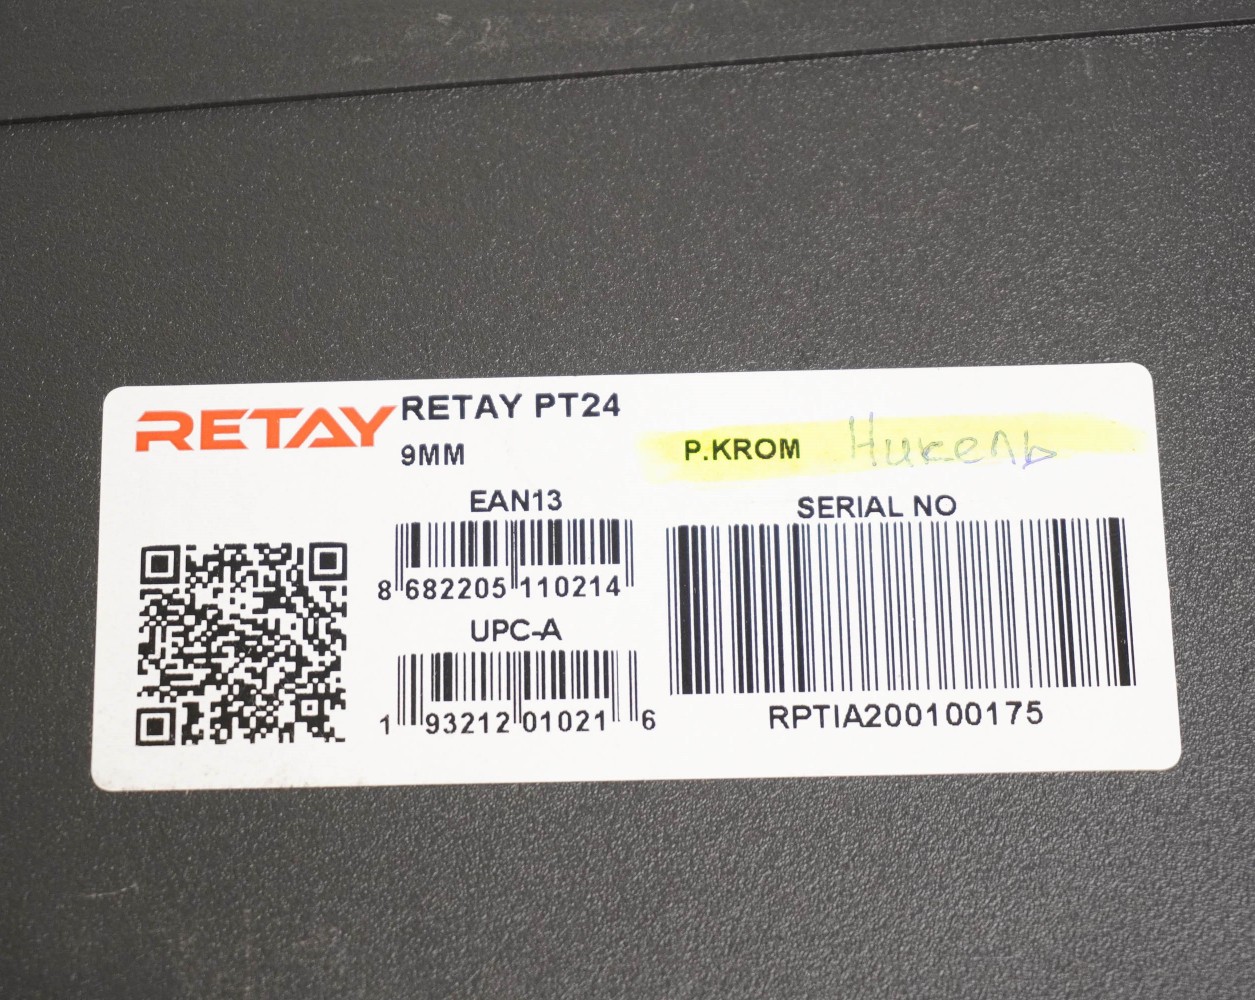 RETAY
RETAY PT24
9MM
P.KROM Никель
EAN13
8 682205 110214
UPC-A
1 93212 01021 6
SERIAL NO
RPTIA200100175